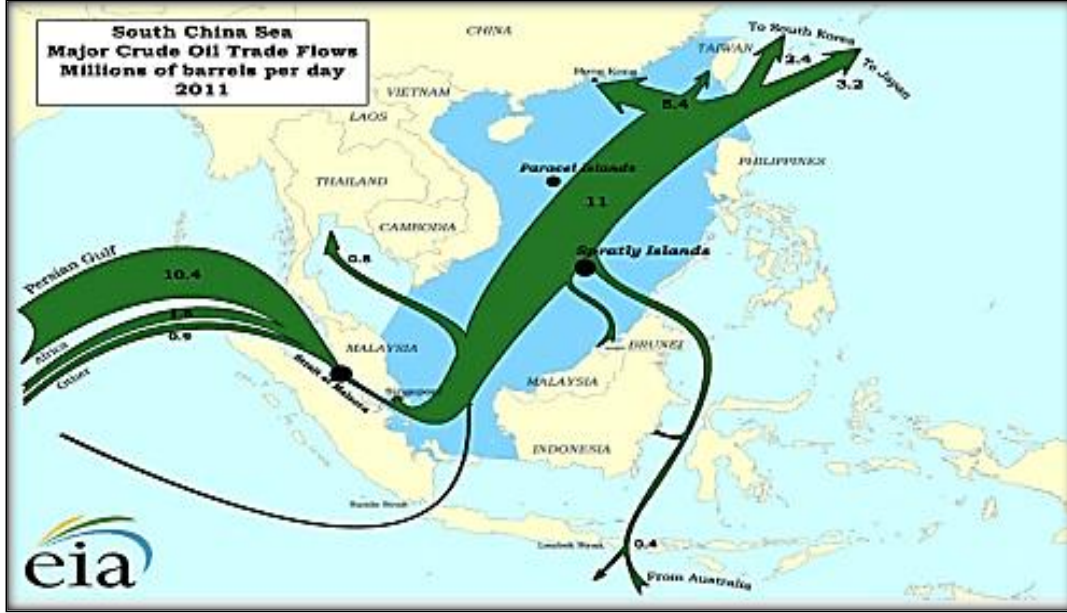 South China Sea
Major Crude Oil Trade Flows
Millions of barrels per day
2011
CHINA
To South Korea
TAIWAN
2.4
To Japan
3.2
Hong Kong
5.4
VIETNAM
LAOS
Paracel Islands
PHILIPPINES
THAILAND
11
CAMBODIA
Spratly Islands
0.8
Persian Gulf
10.4
Africa
0.9
Other
MALAYSIA
Strait of Malacca
Singapore
BRUNEI
MALAYSIA
INDONESIA
Sunda Strait
Lombok Strait
0.4
From Australia
eia